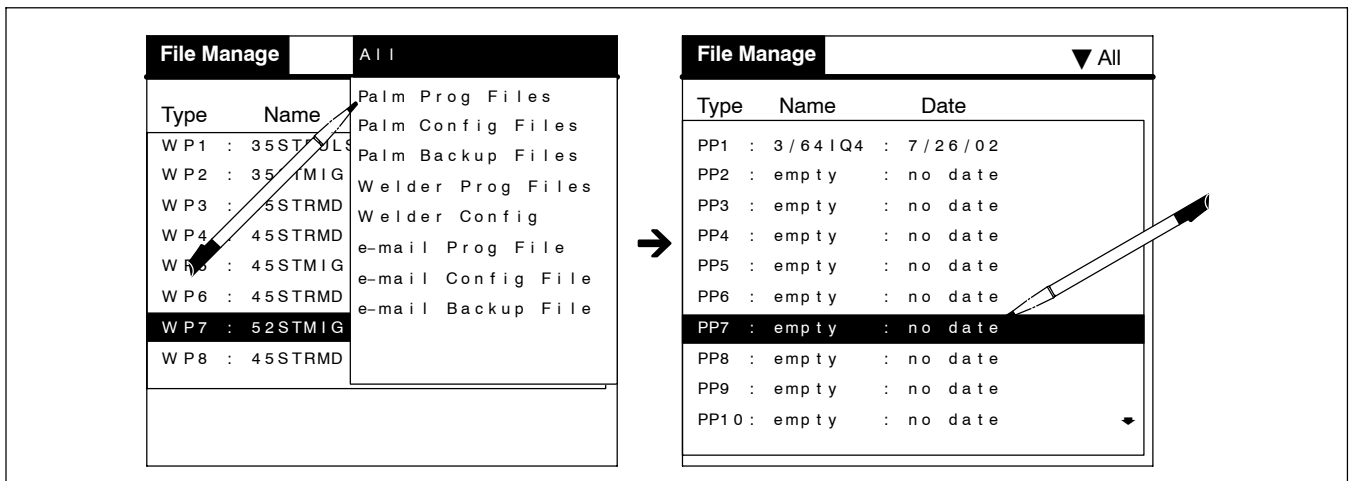 File Manage All
Palm Prog Files
Palm Config Files
Palm Backup Files
Welder Prog Files
Welder Config
e-mail Prog File
e-mail Config File
e-mail Backup File
Type Name
WP1 :
WP2 :
WP3 : 5STRMD
WP4 : 45STRMD
: 45STMIG
WP6 : 45STRMD
WP7 : 52STMIG
WP8 : 45STRMD
File Manage ▼ All
Type Name Date
PP1 : 3/64IQ4 : 7/26/02
PP2 : empty : no date
PP3 : empty : no date
PP4 : empty : no date
PP5 : empty : no date
PP6 : empty : no date
PP7 : empty : no date
PP8 : empty : no date
PP9 : empty : no date
PP10 : empty : no date